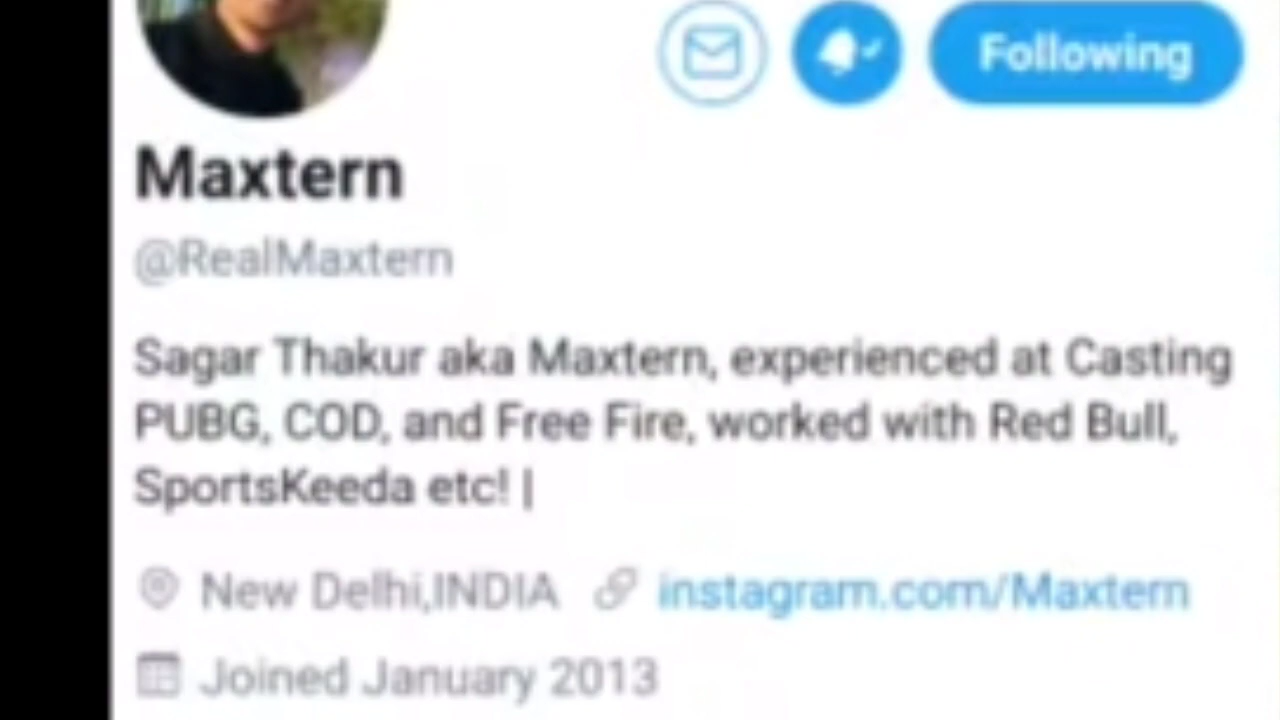 Following
Maxtern
@RealMaxtern
Sagar Thakur aka Maxtern, experienced at Casting
PUBG, COD, and Free Fire, worked with Red Bull,
SportsKeeda etc! |
New Delhi,INDIA instagram.com/Maxtern
Joined January 2013